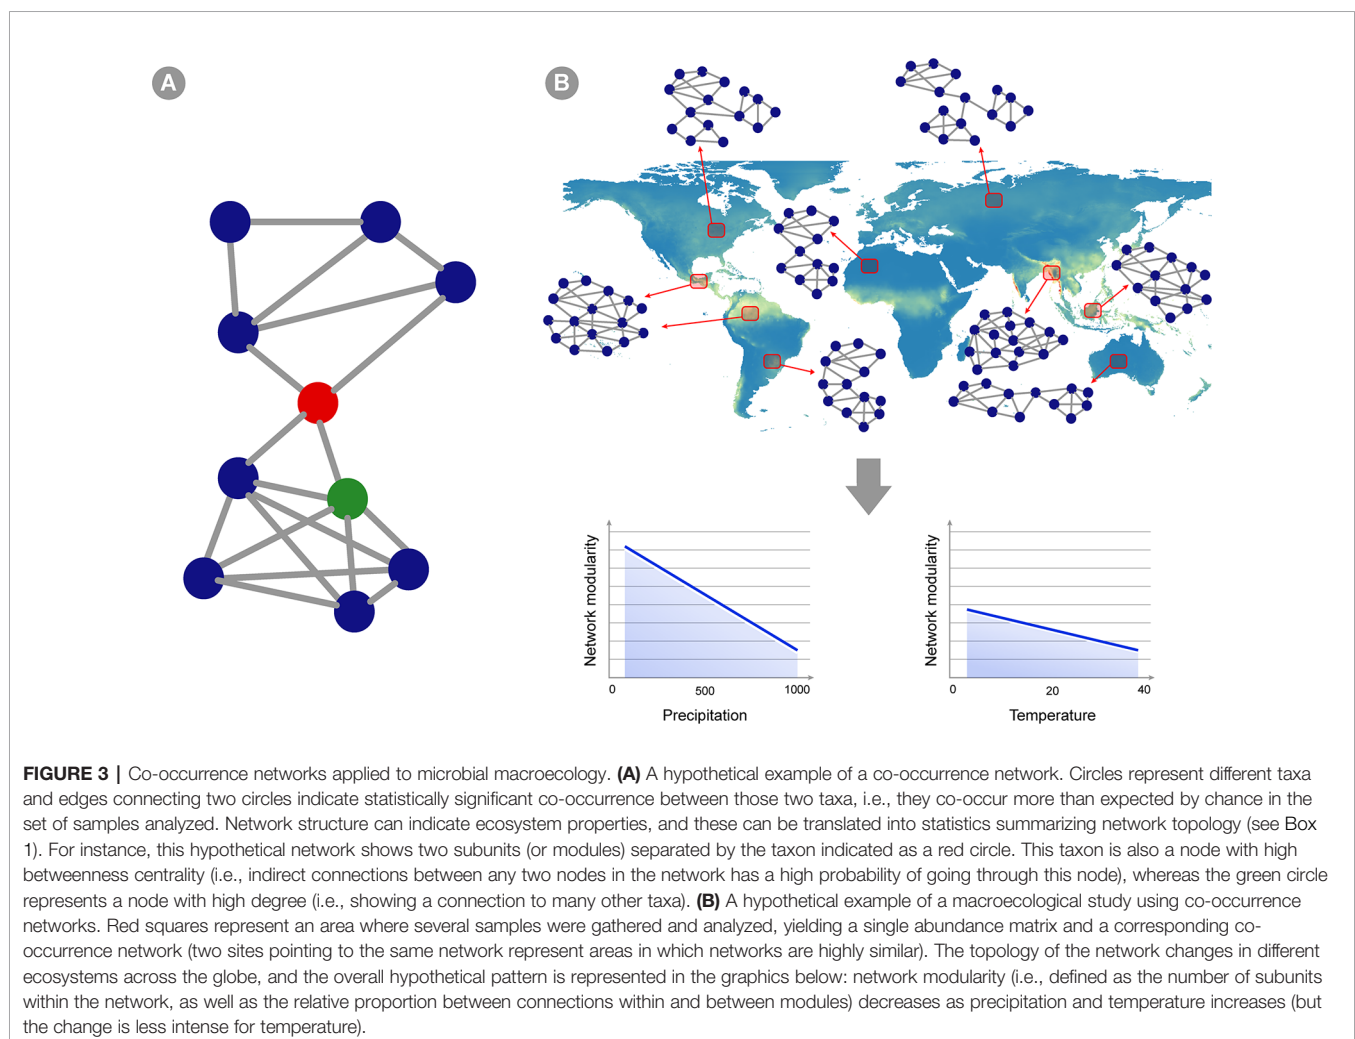 A
B
Network modularity
0
500
1000
Precipitation
Network modularity
0
20
40
Temperature
FIGURE 3 | Co-occurrence networks applied to microbial macroecology. (A) A hypothetical example of a co-occurrence network. Circles represent different taxa
and edges connecting two circles indicate statistically significant co-occurrence between those two taxa, i.e., they co-occur more than expected by chance in the
set of samples analyzed. Network structure can indicate ecosystem properties, and these can be translated into statistics summarizing network topology (see Box
1). For instance, this hypothetical network shows two subunits (or modules) separated by the taxon indicated as a red circle. This taxon is also a node with high
betweenness centrality (i.e., indirect connections between any two nodes in the network has a high probability of going through this node), whereas the green circle
represents a node with high degree (i.e., showing a connection to many other taxa). (B) A hypothetical example of a macroecological study using co-occurrence
networks. Red squares represent an area where several samples were gathered and analyzed, yielding a single abundance matrix and a corresponding co-
occurrence network (two sites pointing to the same network represent areas in which networks are highly similar). The topology of the network changes in different
ecosystems across the globe, and the overall hypothetical pattern is represented in the graphics below: network modularity (i.e., defined as the number of subunits
within the network, as well as the relative proportion between connections within and between modules) decreases as precipitation and temperature increases (but
the change is less intense for temperature).